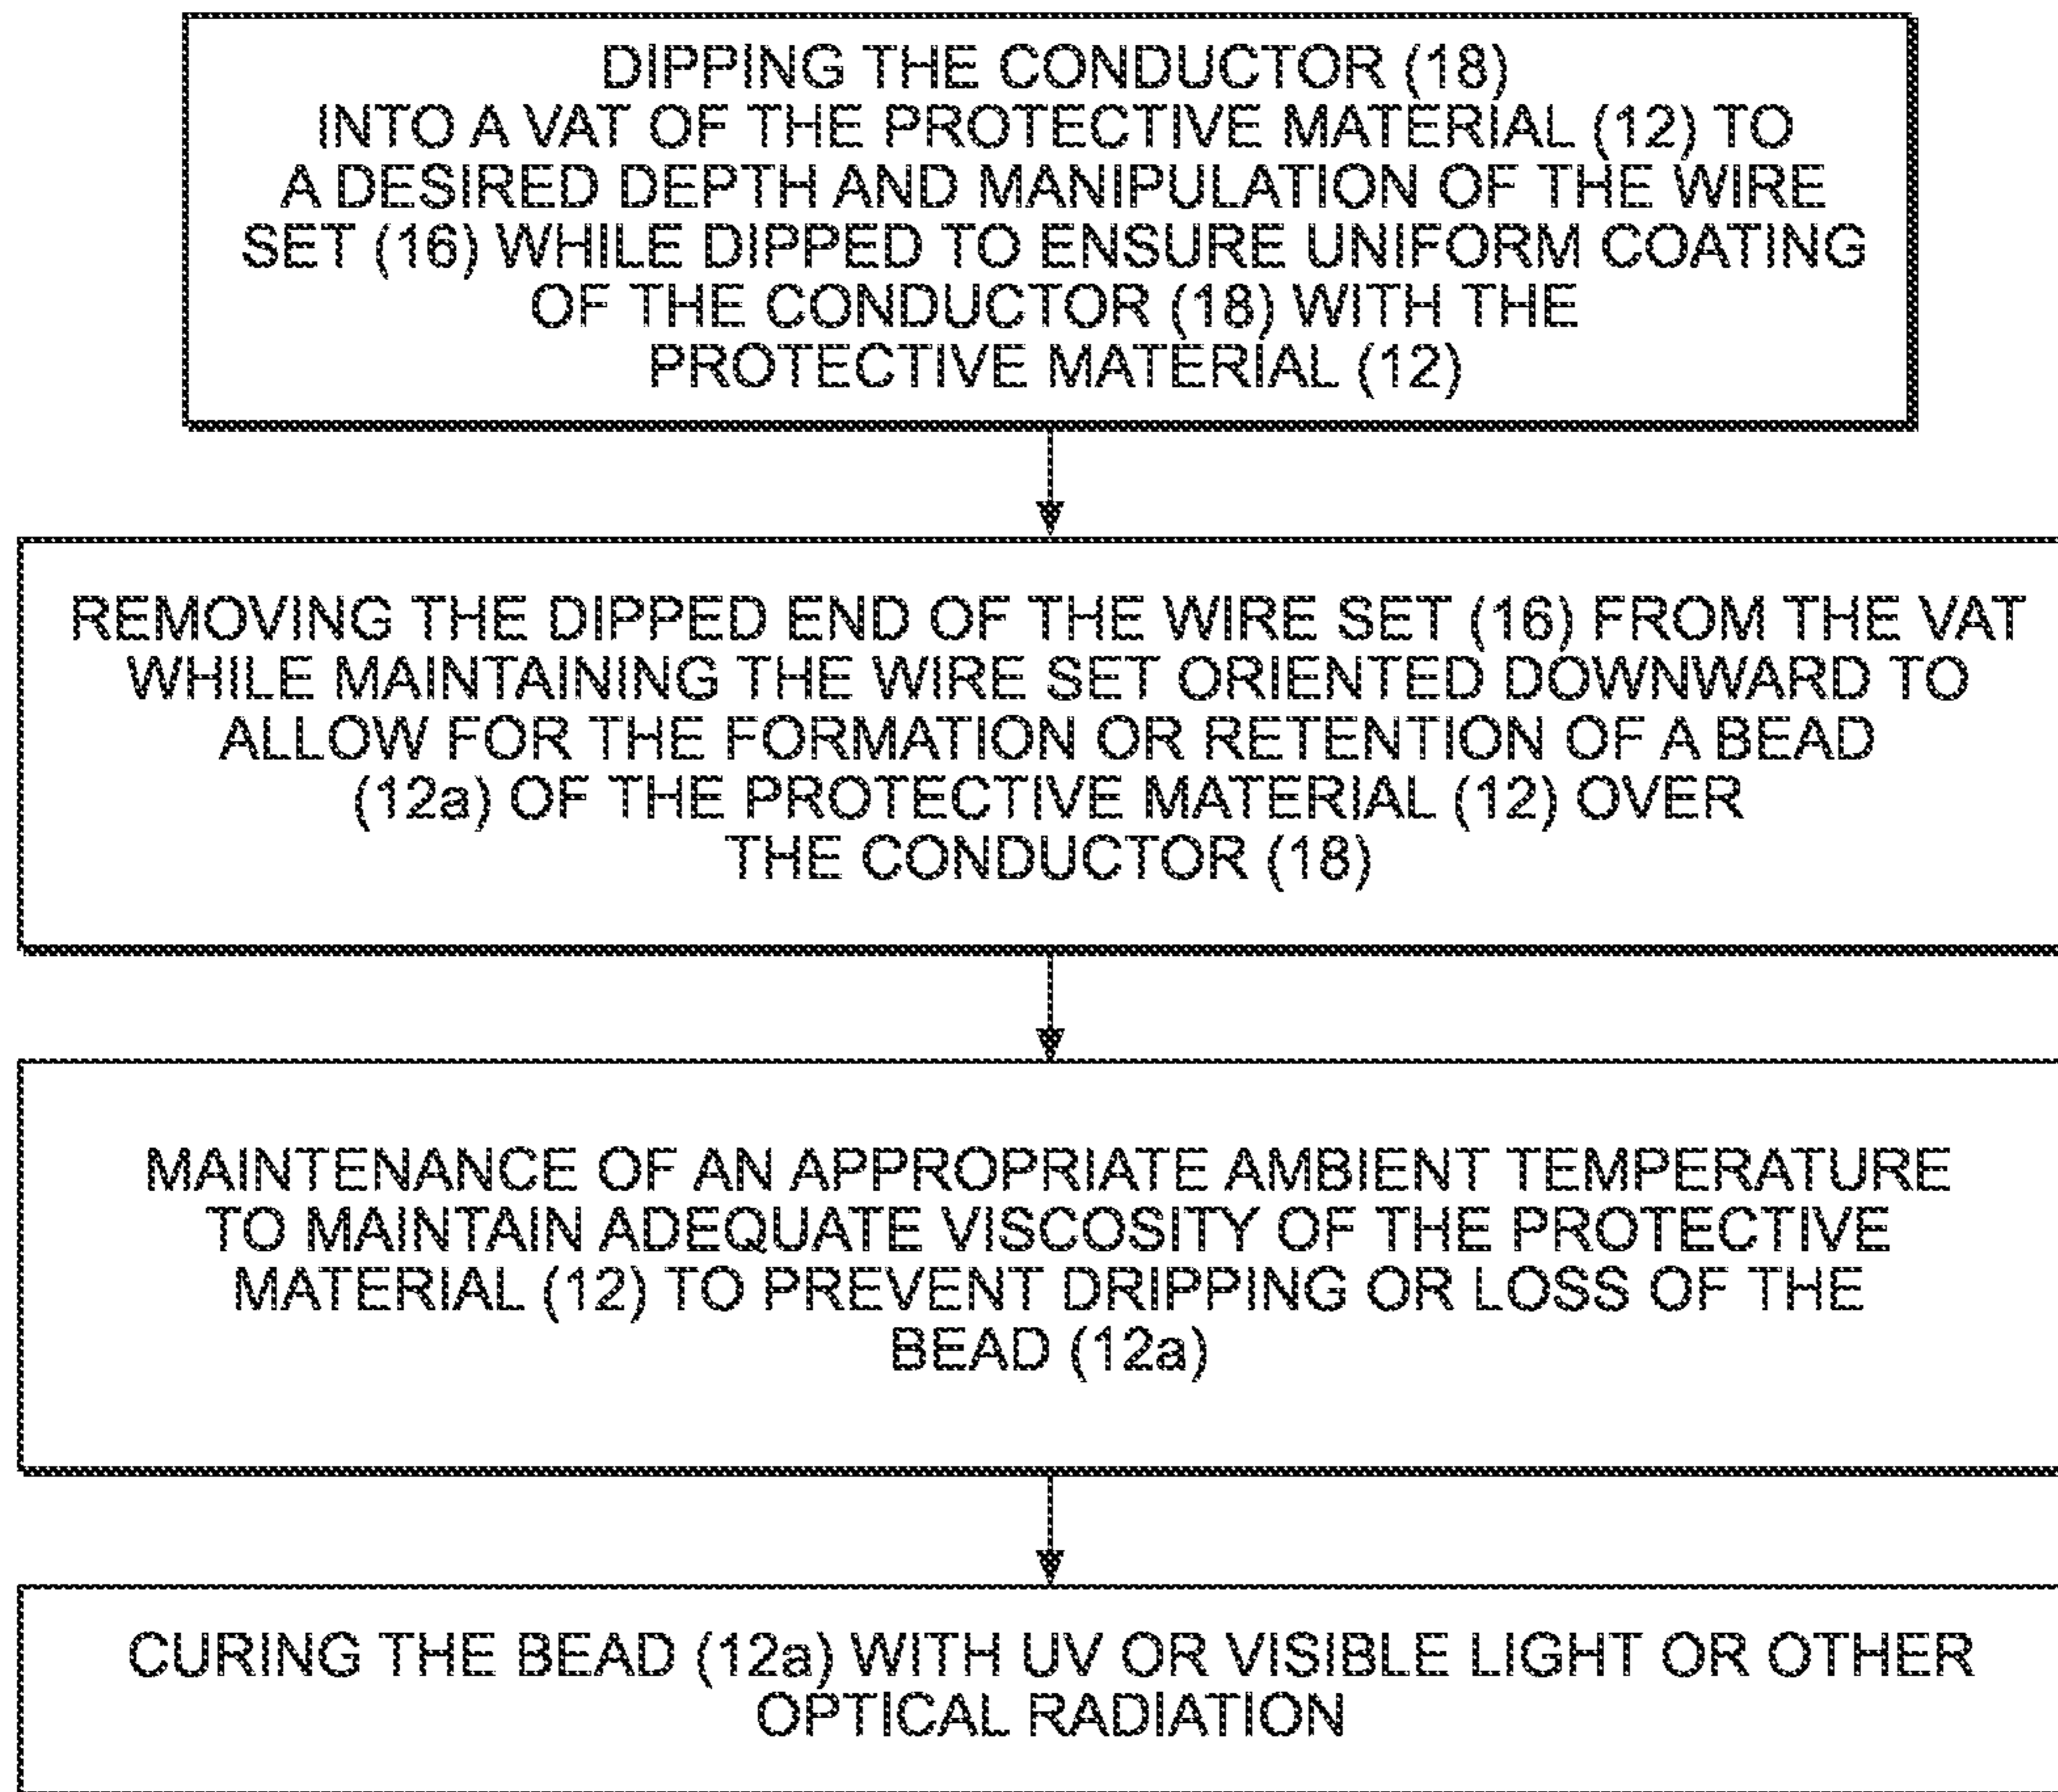 DIPPING THE CONDUCTOR (18)
INTO A VAT OF THE PROTECTIVE MATERIAL (12) TO
A DESIRED DEPTH AND MANIPULATION OF THE WIRE
SET (16) WHILE DIPPED TO ENSURE UNIFORM COATING
OF THE CONDUCTOR (18) WITH THE
PROTECTIVE MATERIAL (12)
REMOVING THE DIPPED END OF THE WIRE SET (16) FROM THE VAT
WHILE MAINTAINING THE WIRE SET ORIENTED DOWNWARD TO
ALLOW FOR THE FORMATION OR RETENTION OF A BEAD
(12a) OF THE PROTECTIVE MATERIAL (12) OVER
THE CONDUCTOR (18)
MAINTENANCE OF AN APPROPRIATE AMBIENT TEMPERATURE
TO MAINTAIN ADEQUATE VISCOSITY OF THE PROTECTIVE
MATERIAL (12) TO PREVENT DRIPPING OR LOSS OF THE
BEAD (12a)
CURING THE BEAD (12a) WITH UV OR VISIBLE LIGHT OR OTHER
OPTICAL RADIATION